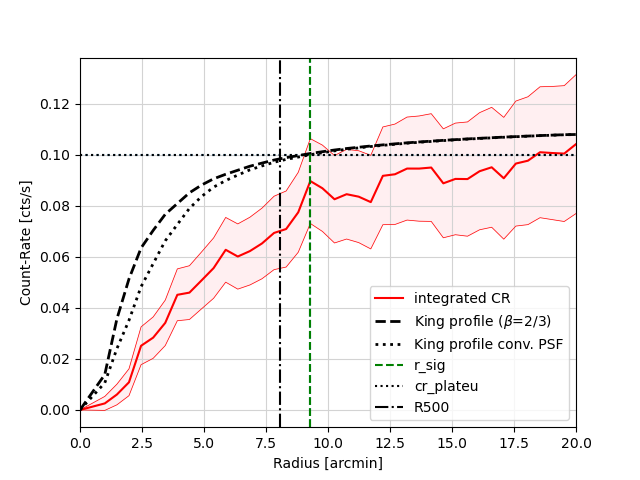 0.12
0.10
0.08
0.06
0.04
0.02
0.00
Count-Rate [cts/s]
integrated CR
King profile (β=2/3)
King profile conv. PSF
r_sig
cr_plateu
R500
0.0 2.5 5.0 7.5 10.0 12.5 15.0 17.5 20.0
Radius [arcmin]